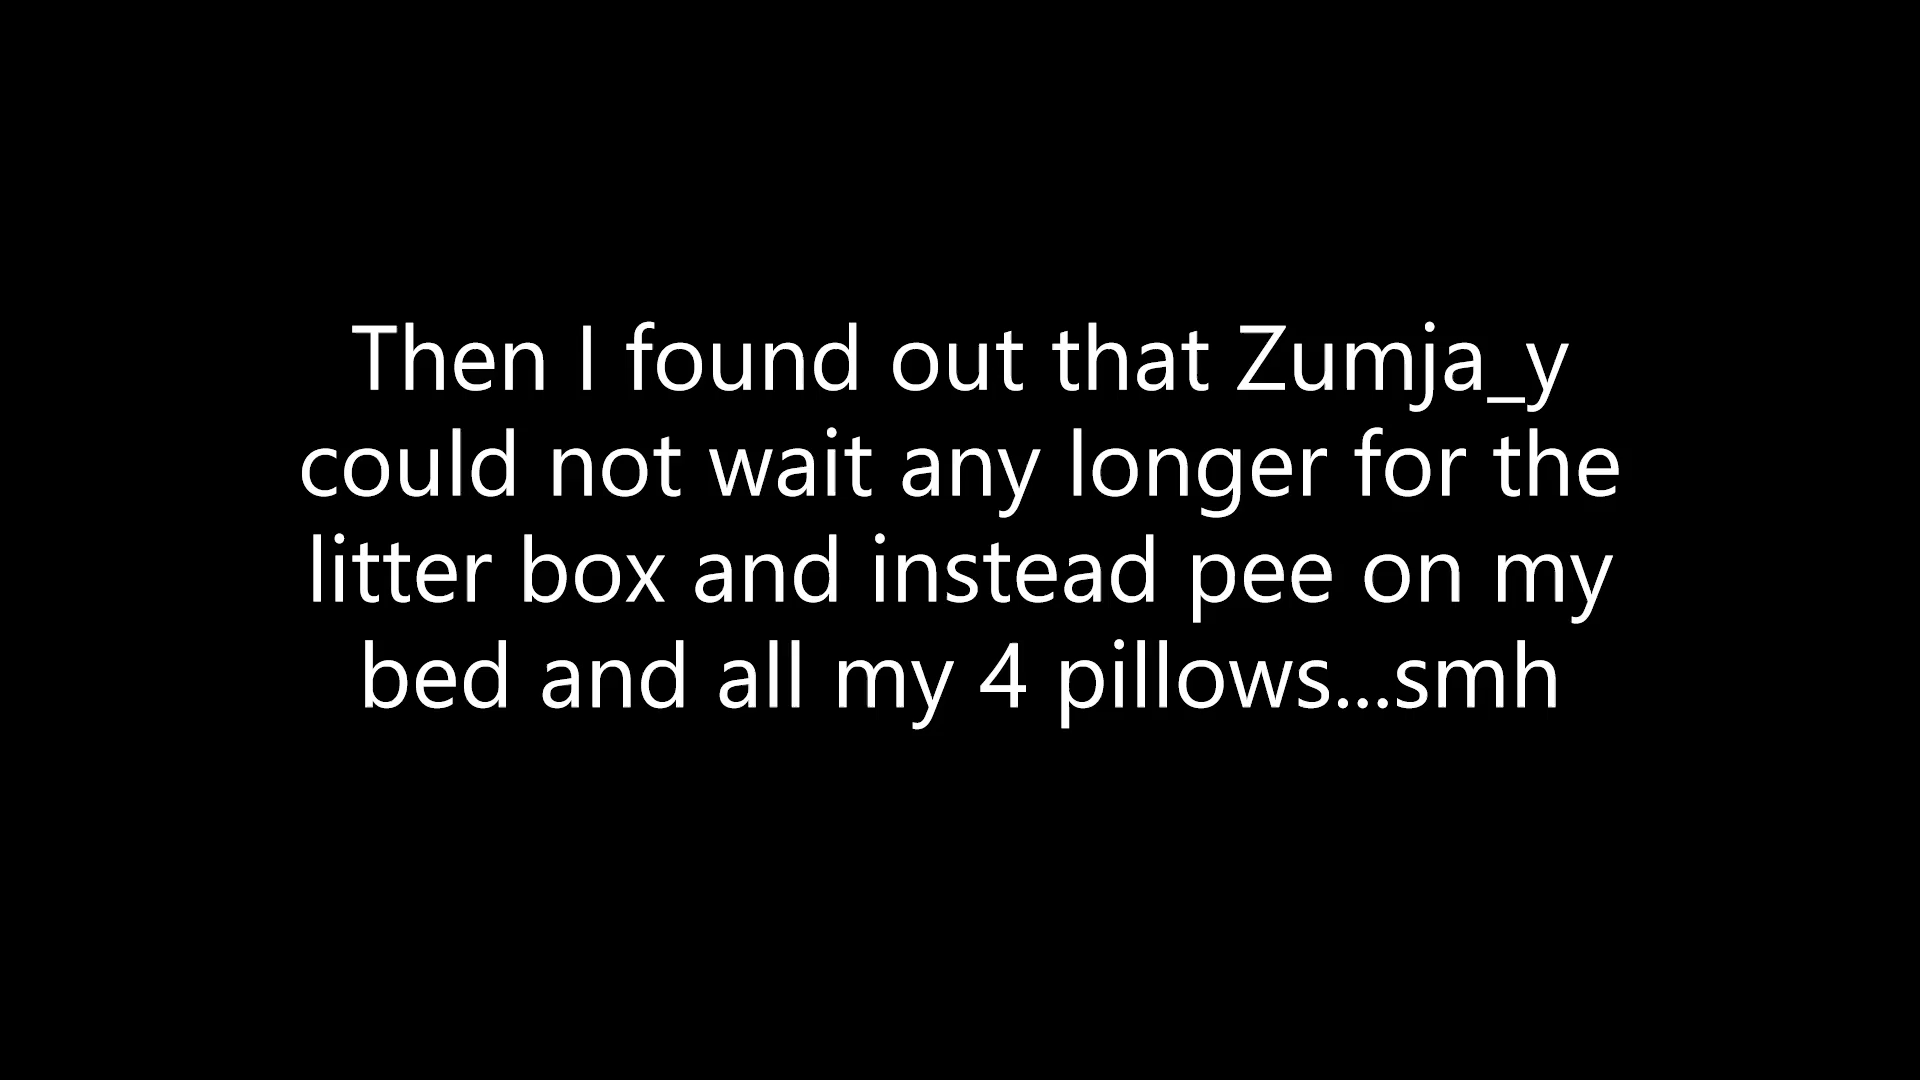 Then I found out that Zumja_y
could not wait any longer for the
litter box and instead pee on my
bed and all my 4 pillows...smh